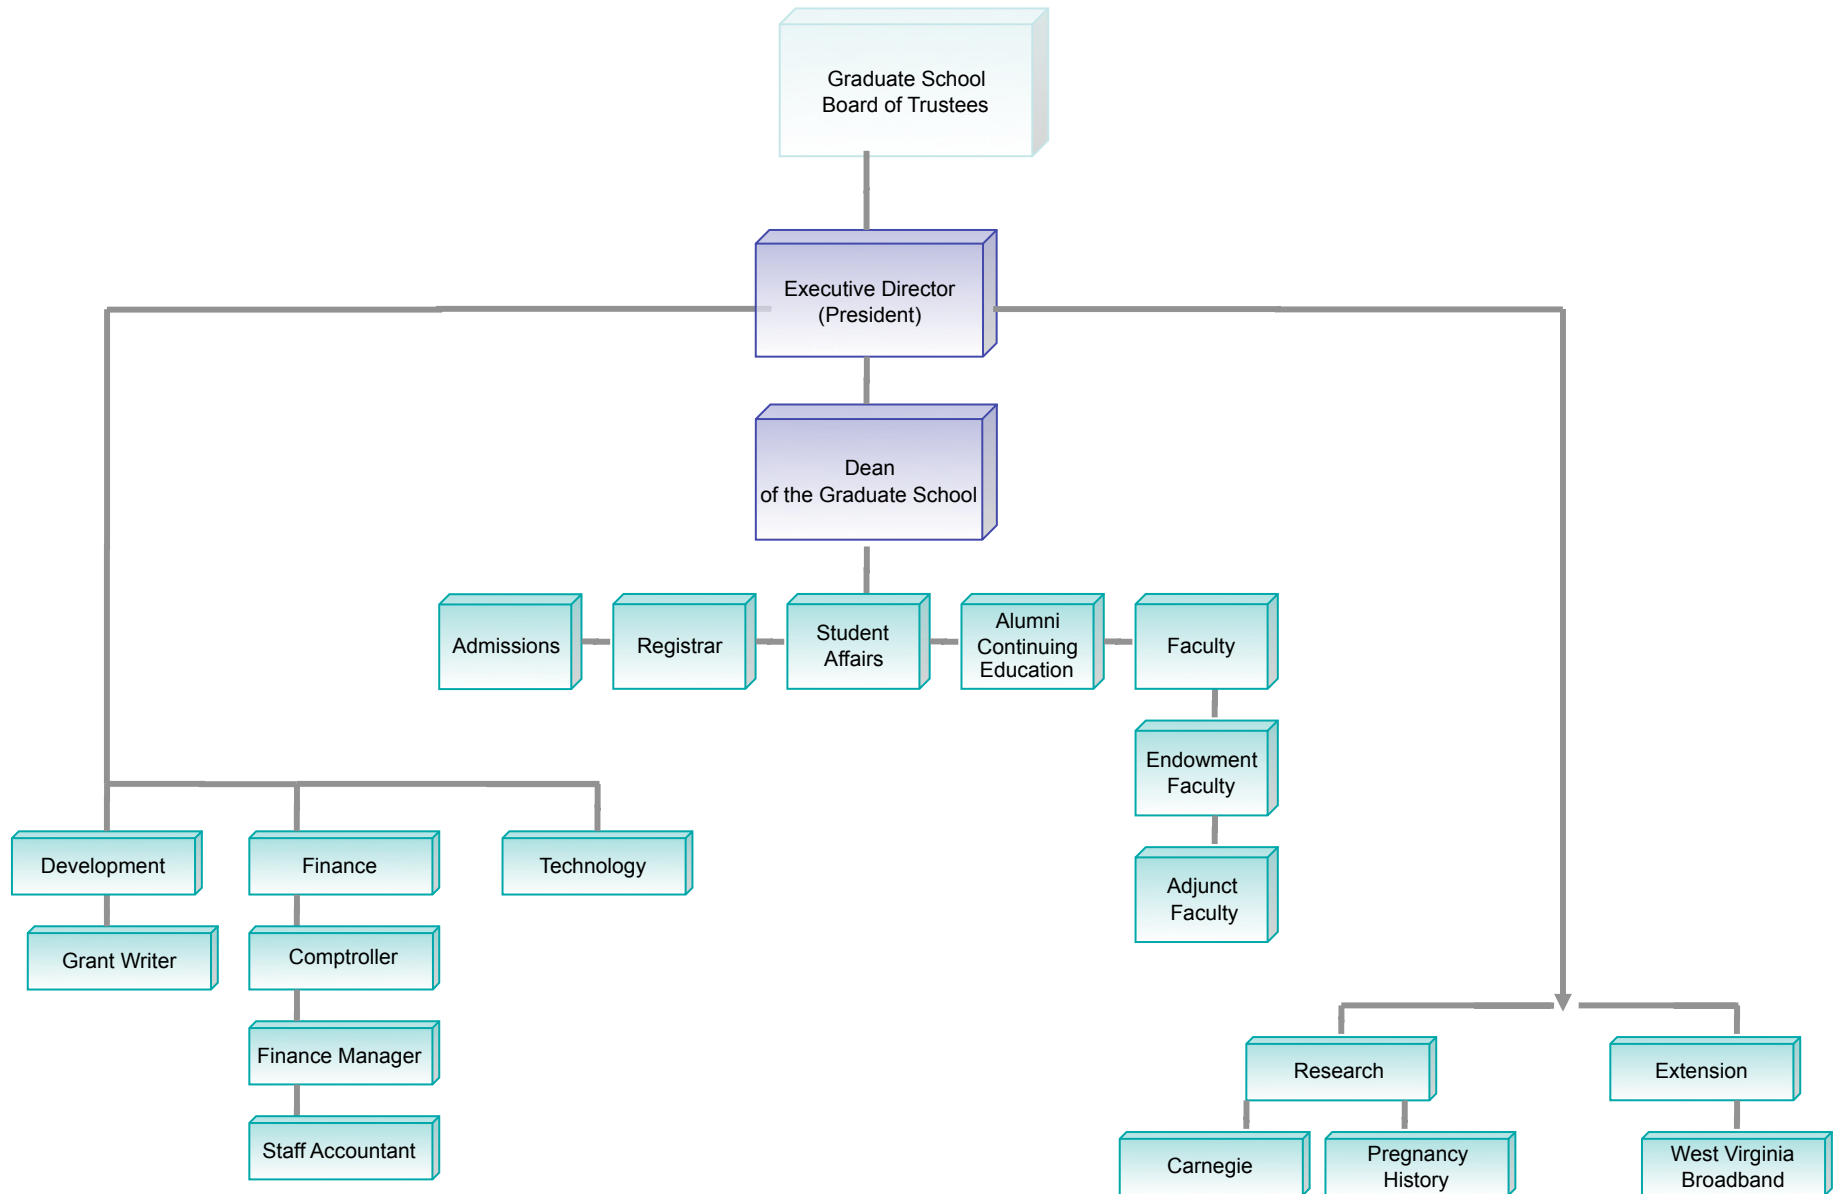 Graduate School
Board of Trustees
Executive Director
(President)
Dean
of the Graduate School
Admissions
Registrar
Student
Affairs
Alumni
Continuing
Education
Faculty
Endowment
Faculty
Adjunct
Faculty
Development
Finance
Technology
Grant Writer
Comptroller
Finance Manager
Staff Accountant
Research
Extension
Carnegie
Pregnancy
History
West Virginia
Broadband